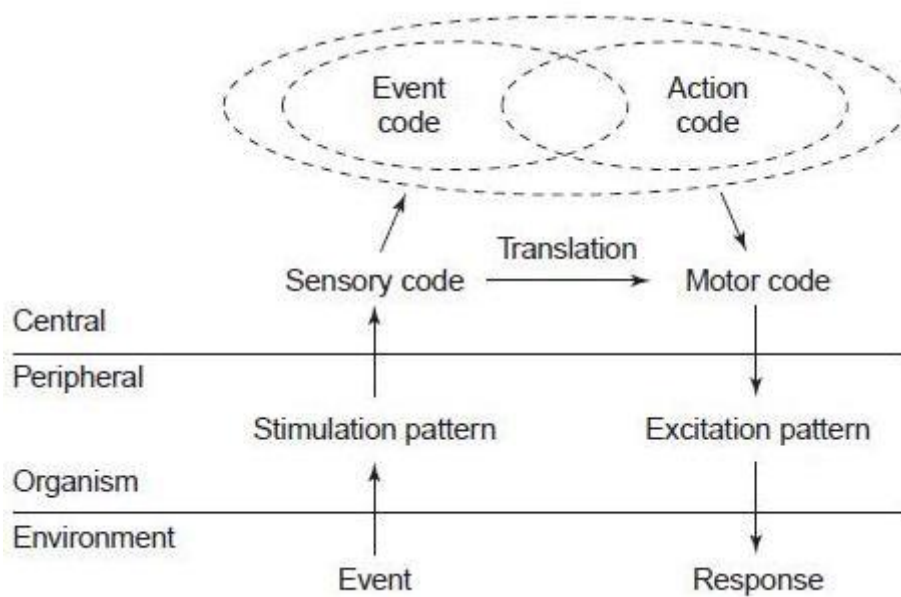 Event
code
Action
code
Translation
Sensory code
Motor code
Central
Peripheral
Stimulation pattern
Excitation pattern
Organism
Environment
Event
Response